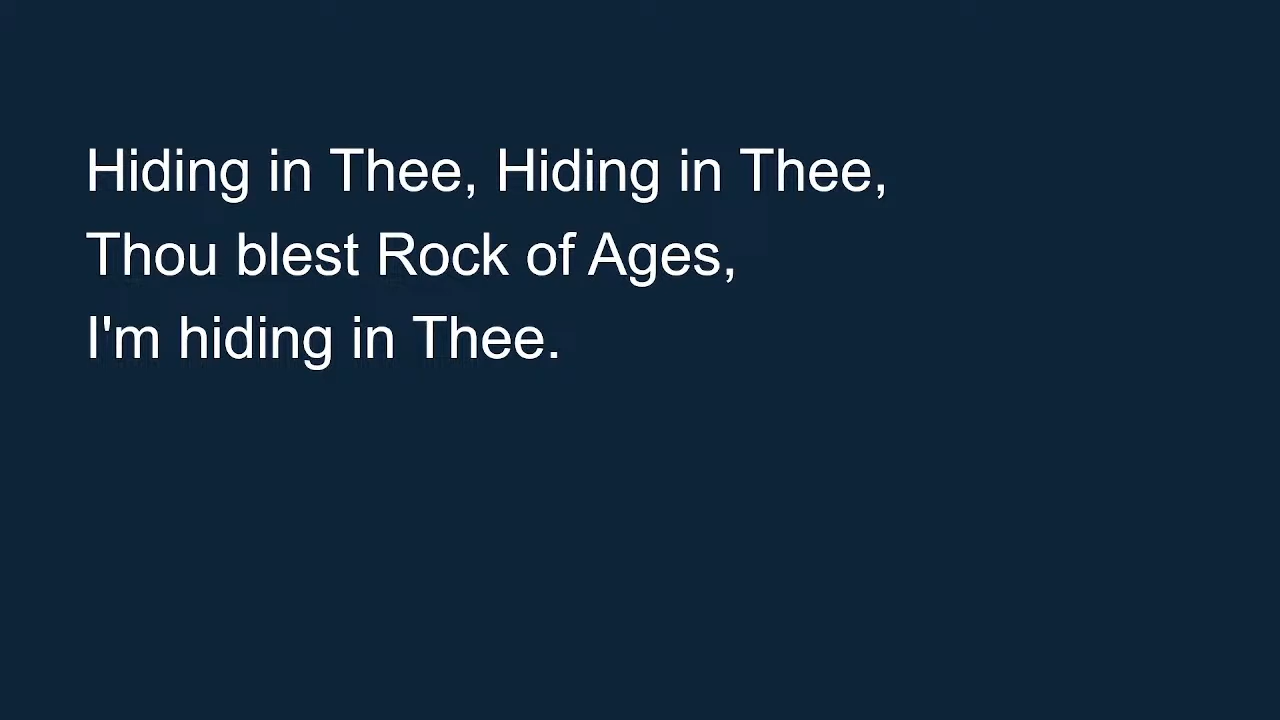 Hiding in Thee, Hiding in Thee,
Thou blest Rock of Ages,
I'm hiding in Thee.